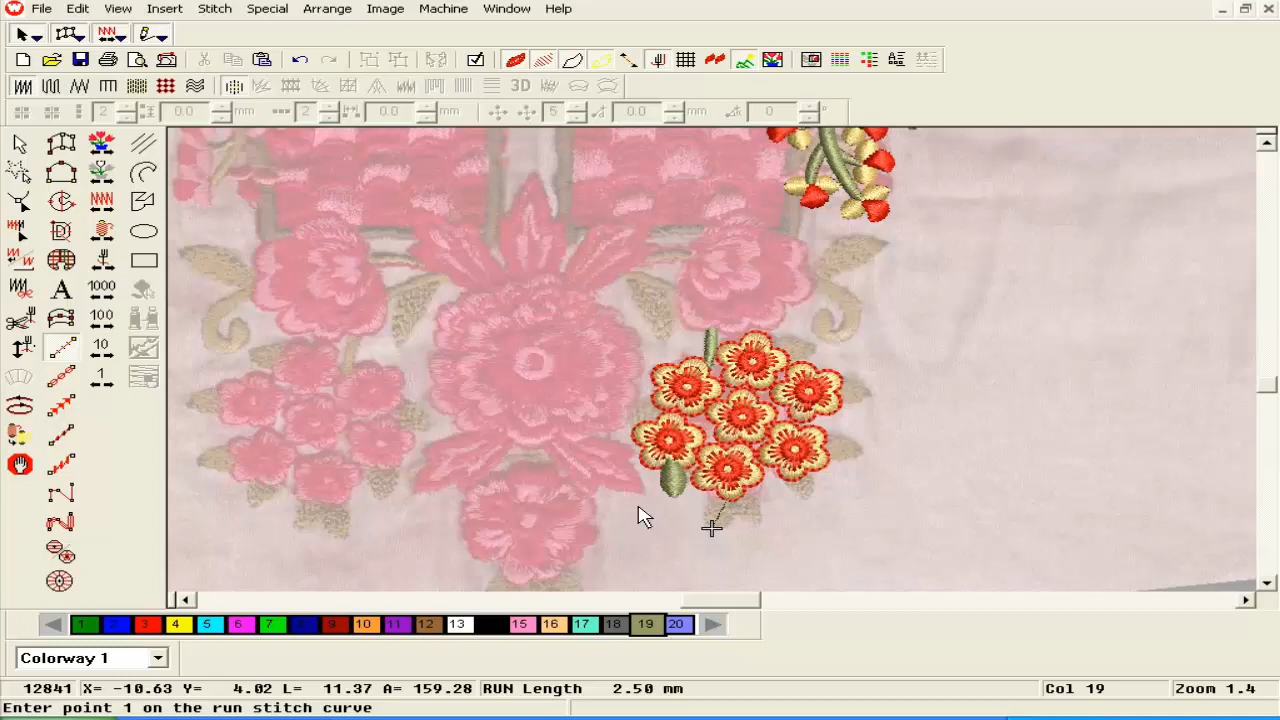 File Edit View Insert Stitch Special Arrange Image Machine Window Help
2 0.0 mm 2 0.0 mm 5 0.0 mm 0 °
3D
A 1000
100
10
1
1 2 3 4 5 6 7 8 9 10 11 12 13 15 16 17 18 19 20
Colorway 1
12841 X= -10.63 Y= 4.02 L= 11.37 A= 159.28 RUN Length 2.50 mm Col 19 Zoom 1.4
Enter point 1 on the run stitch curve